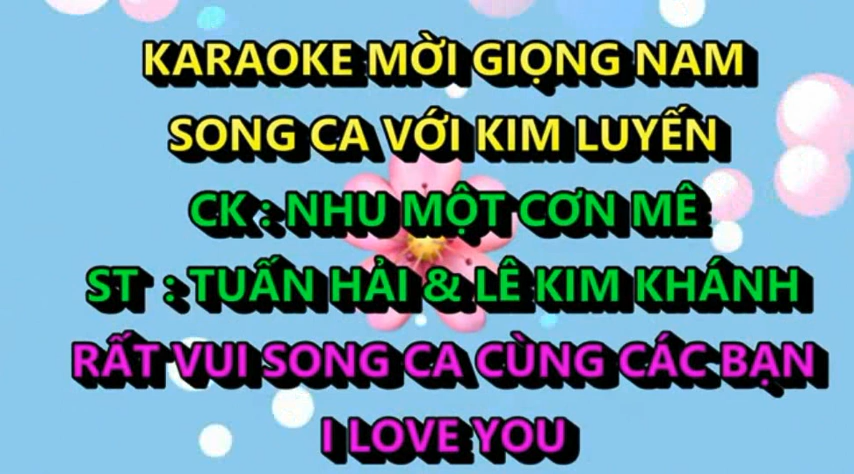 KARAOKE MỜI GIỌNG NAM
SONG CA VỚI KIM LUYẾN
CK : NHU MỘT CƠN MÊ
ST : TUẤN HẢI & LÊ KIM KHÁNH
RẤT VUI SONG CA CÙNG CÁC BẠN
I LOVE YOU